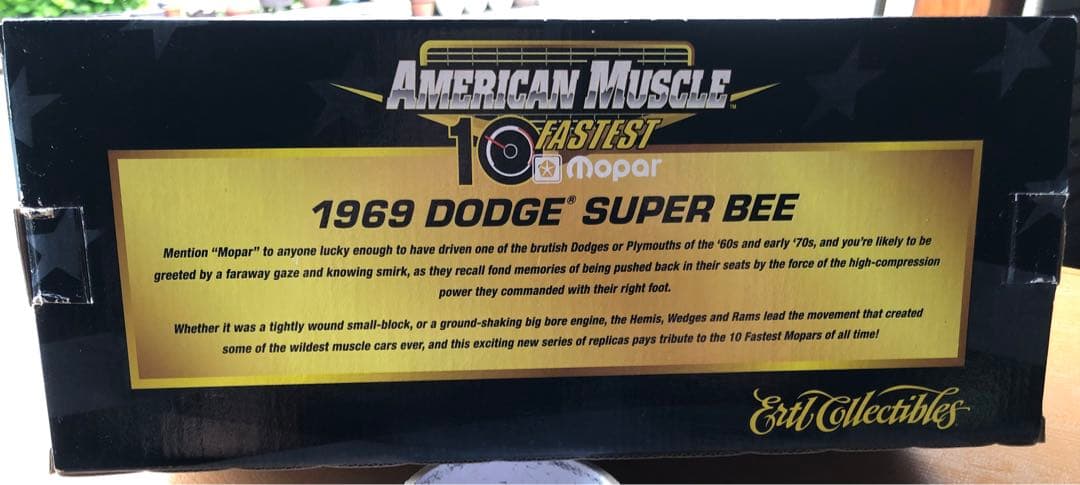 AMERICAN MUSCLE™
10 FASTEST
mopar
1969 DODGE® SUPER BEE
Mention “Mopar” to anyone lucky enough to have driven one of the brutish Dodges or Plymouths of the ‘60s and early ‘70s, and you're likely to be
greeted by a faraway gaze and knowing smirk, as they recall fond memories of being pushed back in their seats by the force of the high-compression
power they commanded with their right foot.
Whether it was a tightly wound small-block, or a ground-shaking big bore engine, the Hemis, Wedges and Rams lead the movement that created
some of the wildest muscle cars ever, and this exciting new series of replicas pays tribute to the 10 Fastest Mopars of all time!
Ertl Collectibles